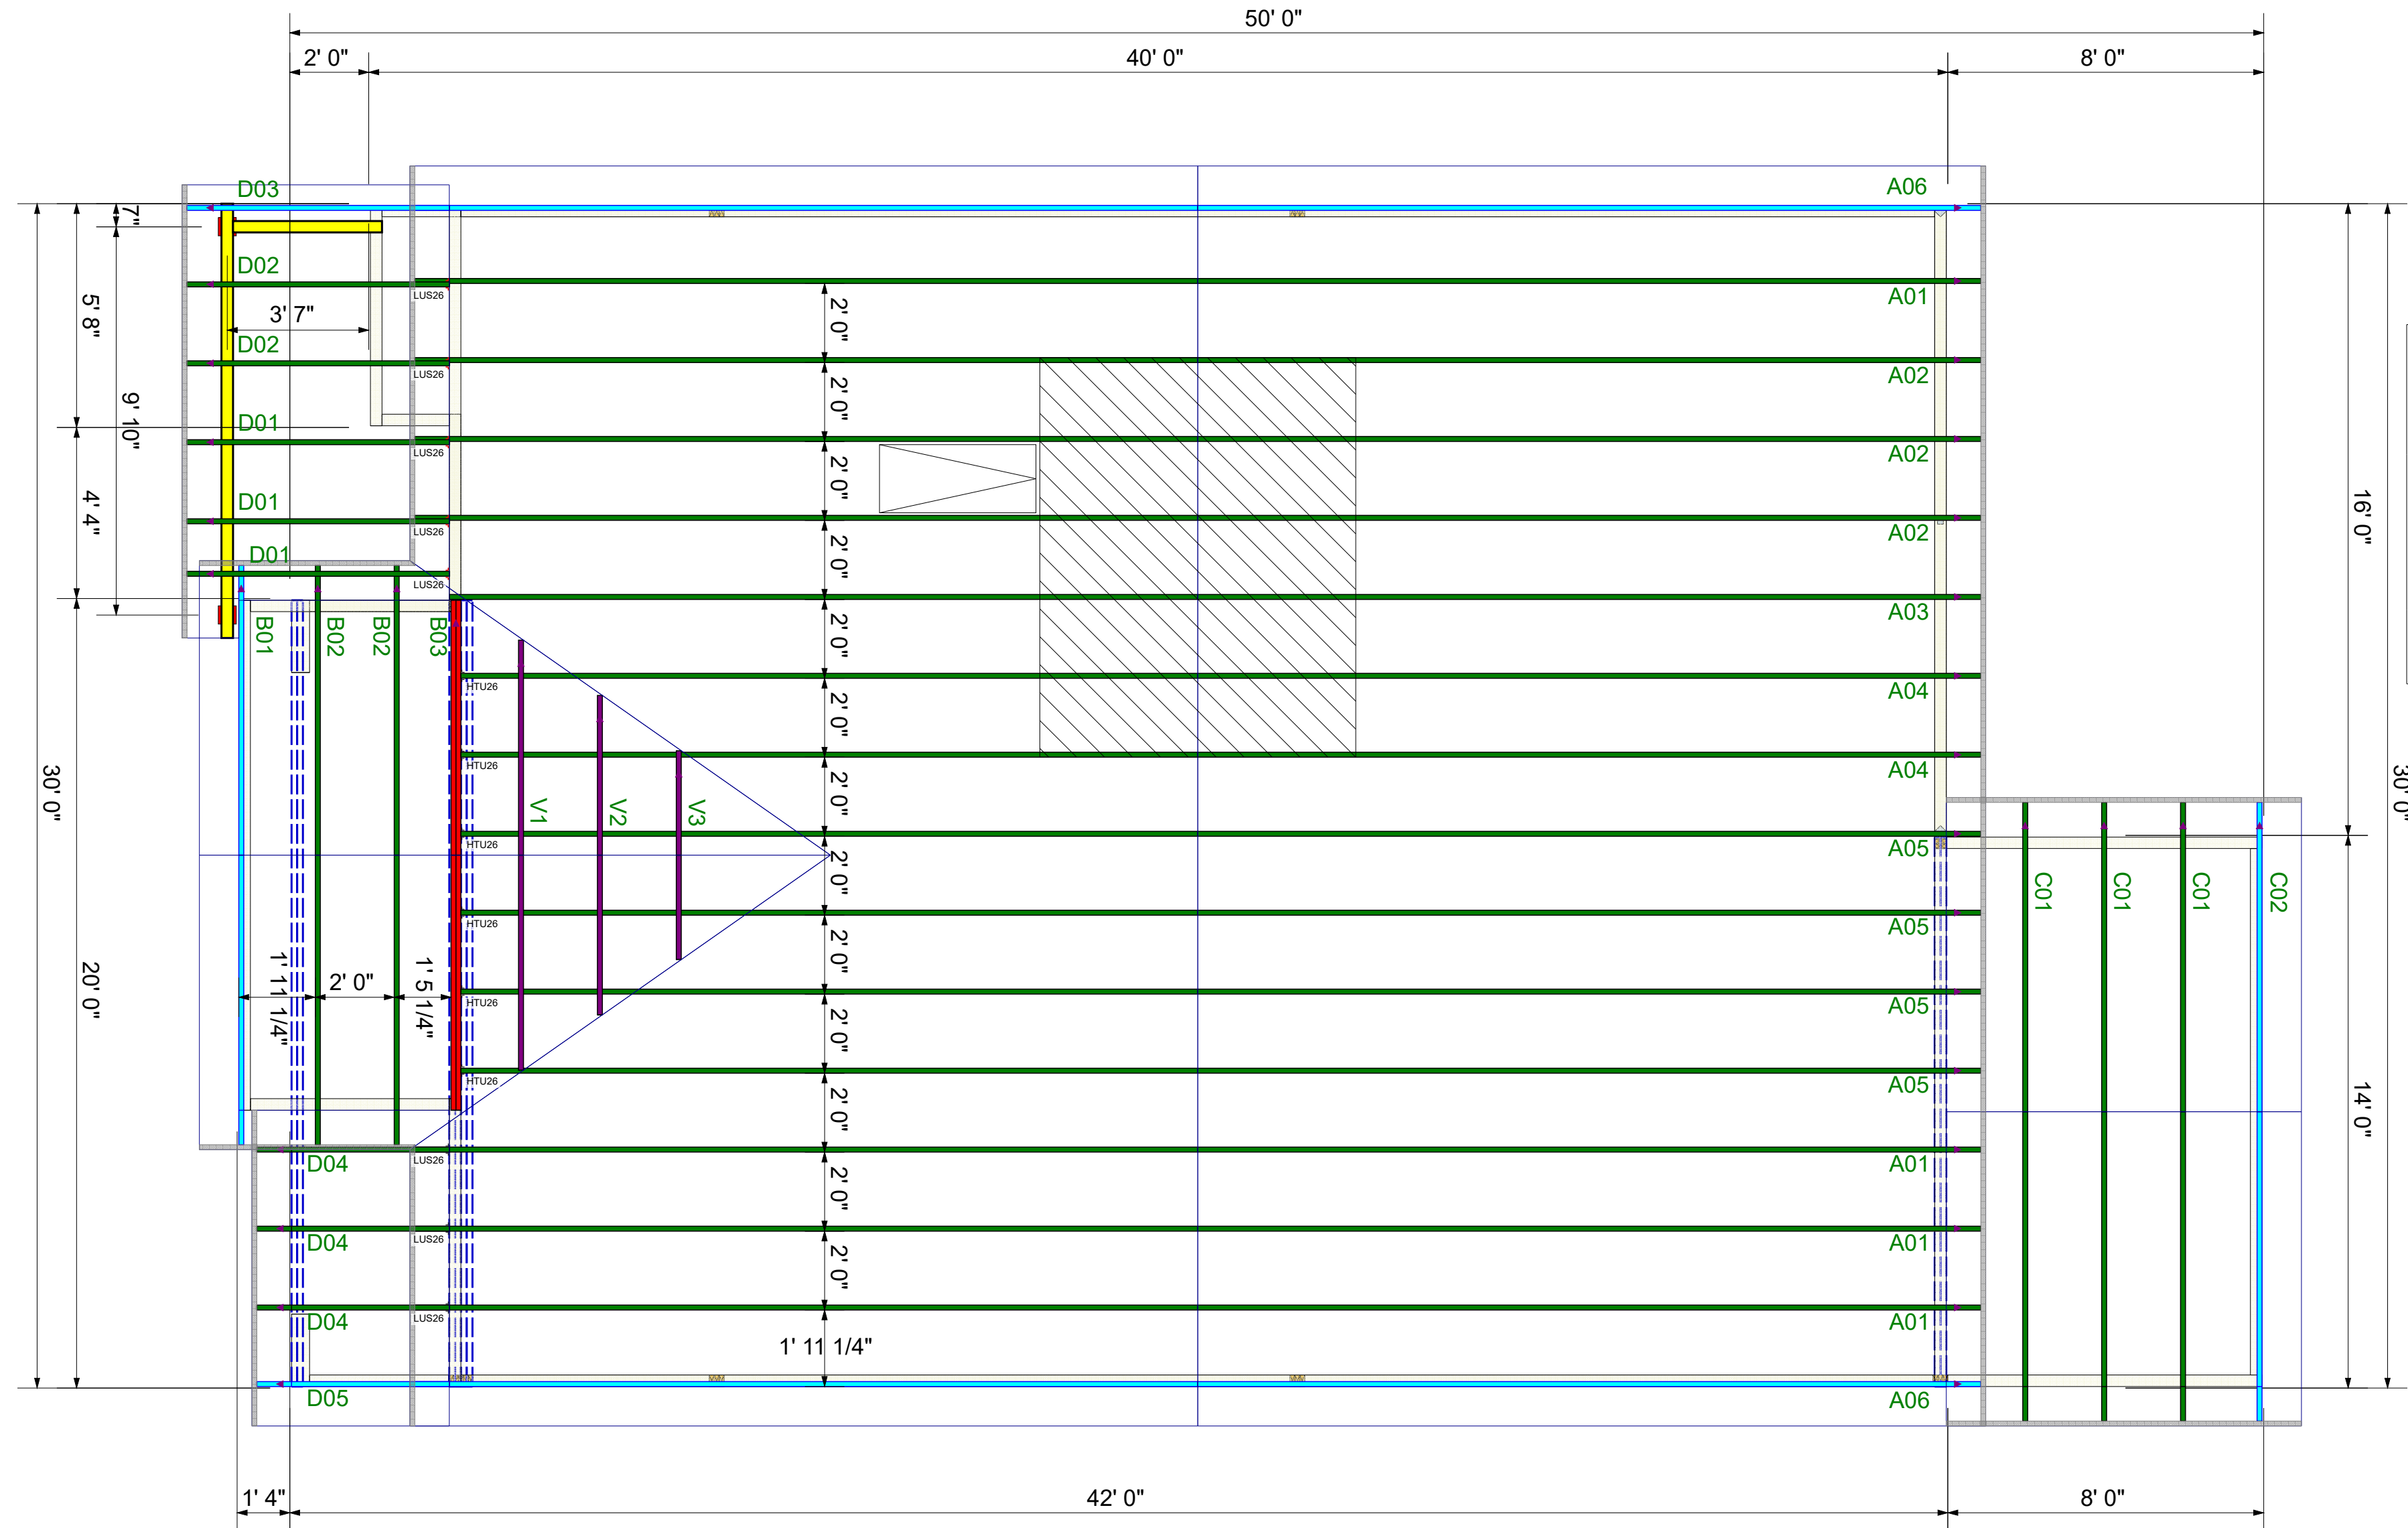 50' 0"
2' 0"
40' 0"
8' 0"
D03
A06
7"
D02
LUS26
A01
5' 8"
3' 7"
2' 0"
D02
LUS26
A02
9' 10"
2' 0"
D01
LUS26
A02
4' 4"
2' 0"
16' 0"
D01
LUS26
A02
2' 0"
D01
LUS26
A03
B01
B02
B02
B03
2' 0"
HTU26
A04
2' 0"
30' 0"
HTU26
A04
30' 0"
V1
V2
V3
2' 0"
HTU26
A05
2' 0"
C01
C01
C01
C02
HTU26
A05
20' 0"
1' 11 1/4"
2' 0"
1' 5 1/4"
2' 0"
HTU26
A05
2' 0"
HTU26
A05
2' 0"
14' 0"
D04
LUS26
A01
2' 0"
D04
LUS26
A01
2' 0"
D04
LUS26
A01
1' 11 1/4"
D05
A06
1' 4"
42' 0"
8' 0"